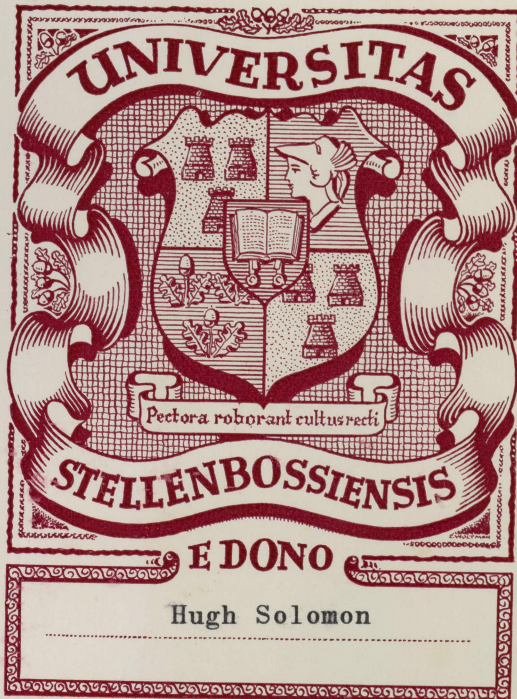 UNIVERSITAS
Pectora roborant cultus recti
STELLENBOSSIENSIS
E DONO
Hugh Solomon